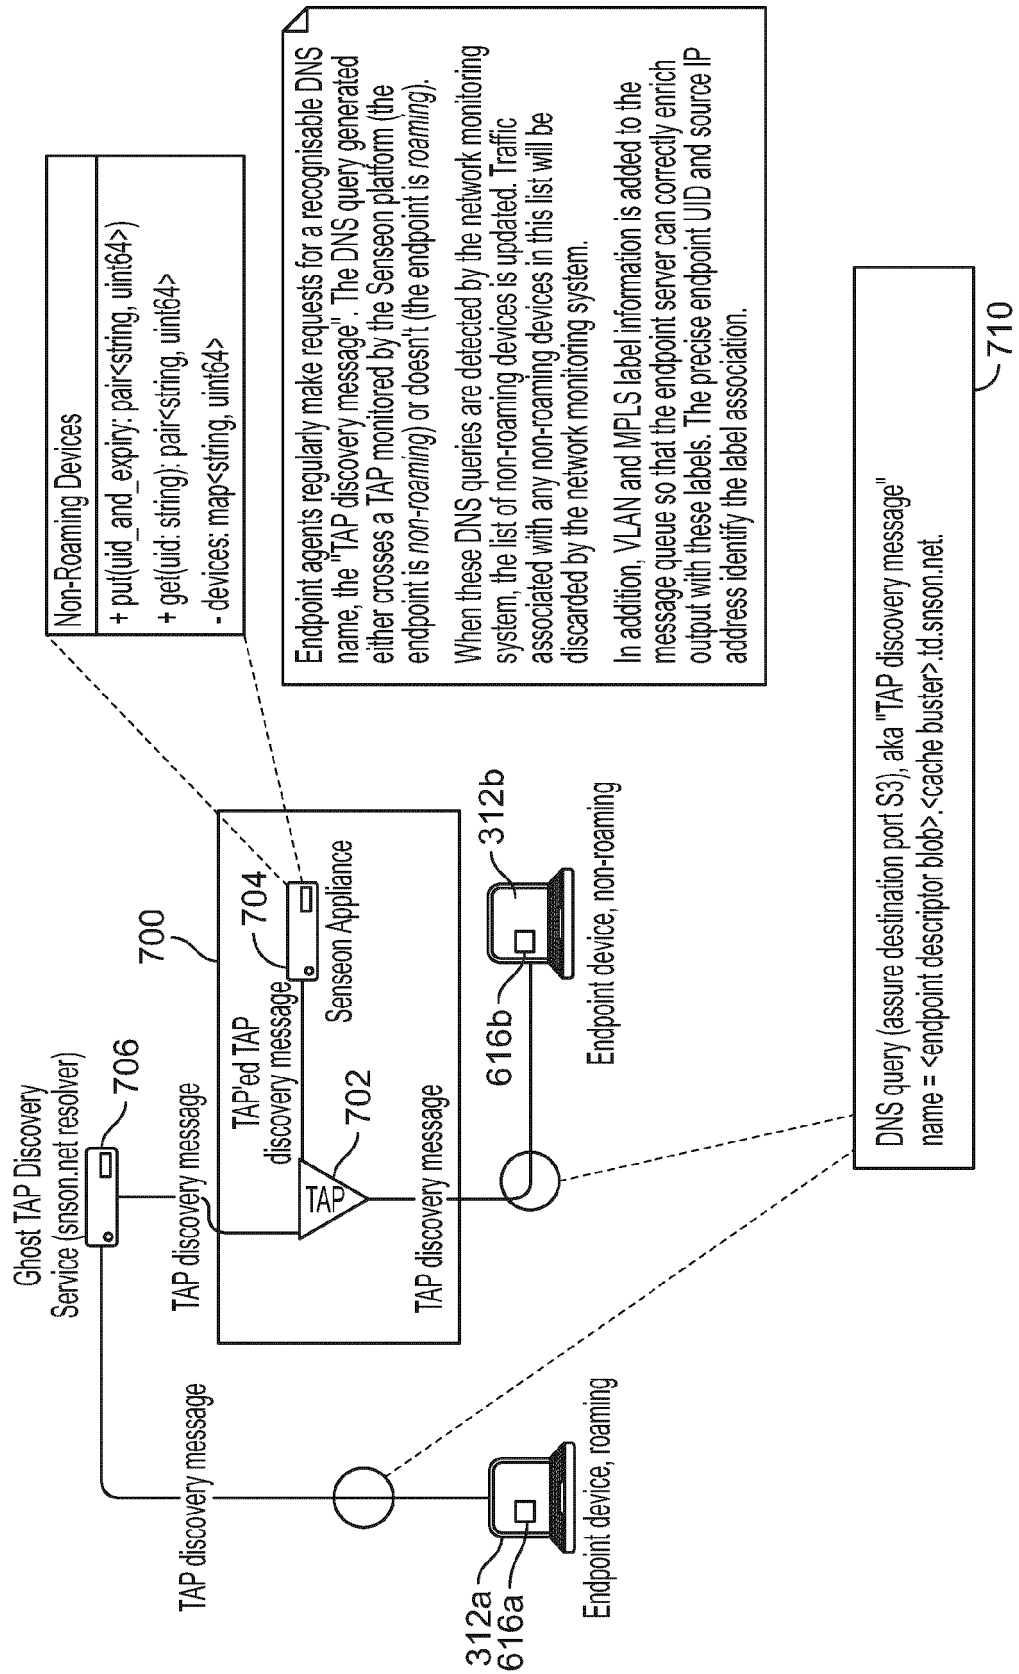 Ghost TAP Discovery
Service (snson.net resolver)
706
TAP discovery message
TAP discovery message
700
TAP'ed TAP
discovery message
704
Senseon Appliance
TAP
702
TAP discovery message
312a
616a
Endpoint device, roaming
616b
312b
Endpoint device, non-roaming
Non-Roaming Devices
+ put(uid_and_expiry: pair<string, uint64>)
+ get(uid: string): pair<string, uint64>
- devices: map<string, uint64>
Endpoint agents regularly make requests for a recognisable DNS
name, the "TAP discovery message". The DNS query generated
either crosses a TAP monitored by the Senseon platform (the
endpoint is non-roaming) or doesn't (the endpoint is roaming).
When these DNS queries are detected by the network monitoring
system, the list of non-roaming devices is updated. Traffic
associated with any non-roaming devices in this list will be
discarded by the network monitoring system.
In addition, VLAN and MPLS label information is added to the
message queue so that the endpoint server can correctly enrich
output with these labels. The precise endpoint UID and source IP
address identify the label association.
DNS query (assure destination port S3), aka "TAP discovery message"
name = <endpoint descriptor blob>.<cache buster>.td.snson.net.
710